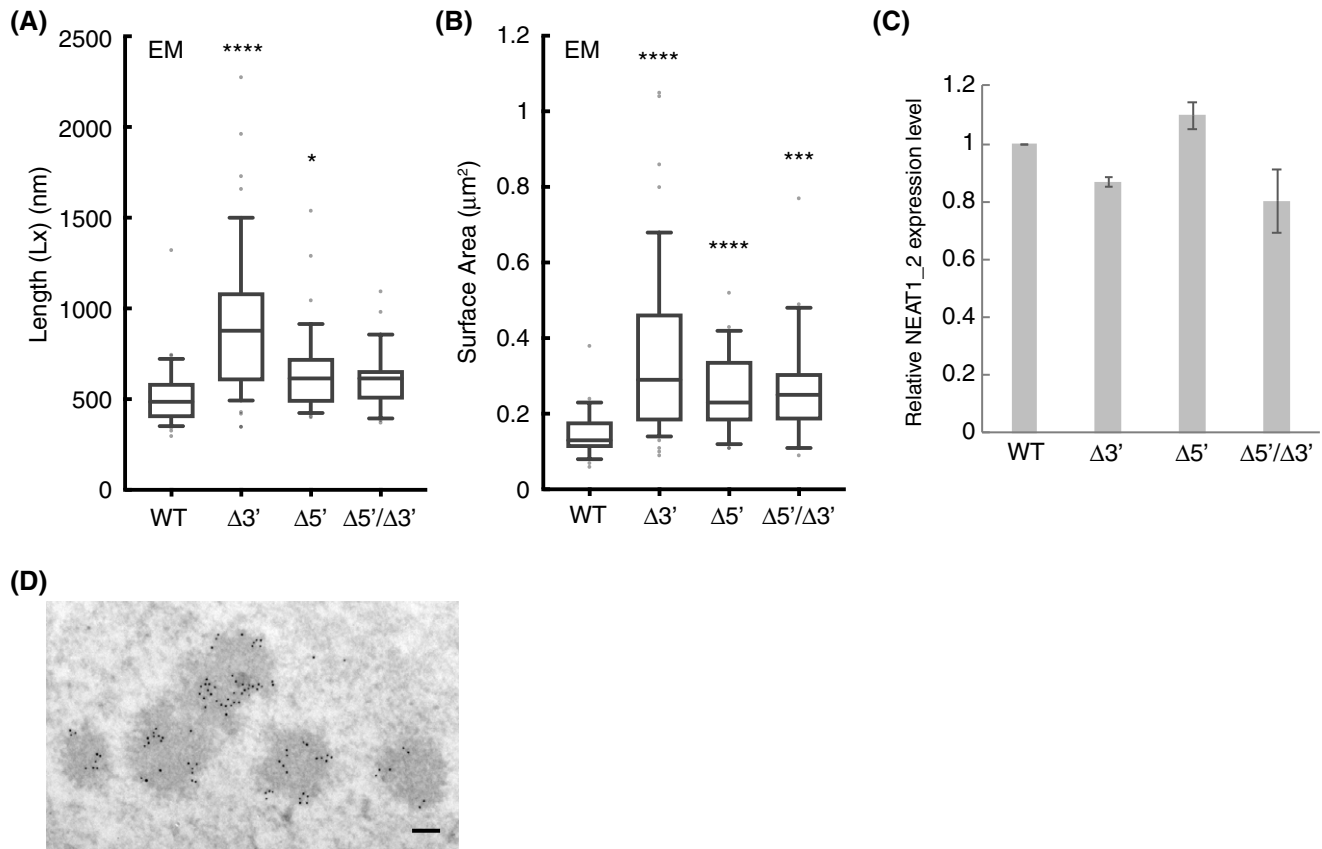 (A)
EM
Length (Lx) (nm)
2500
2000
1500
1000
500
0
****
*
WT
Δ3’
Δ5’
Δ5’/Δ3’
(B)
EM
Surface Area (μm²)
1.2
1
0.8
0.6
0.4
0.2
0
****
****
***
WT
Δ3’
Δ5’
Δ5’/Δ3’
(C)
Relative NEAT1_2 expression level
1.2
1
0.8
0.6
0.4
0.2
0
WT
Δ3’
Δ5’
Δ5’/Δ3’
(D)